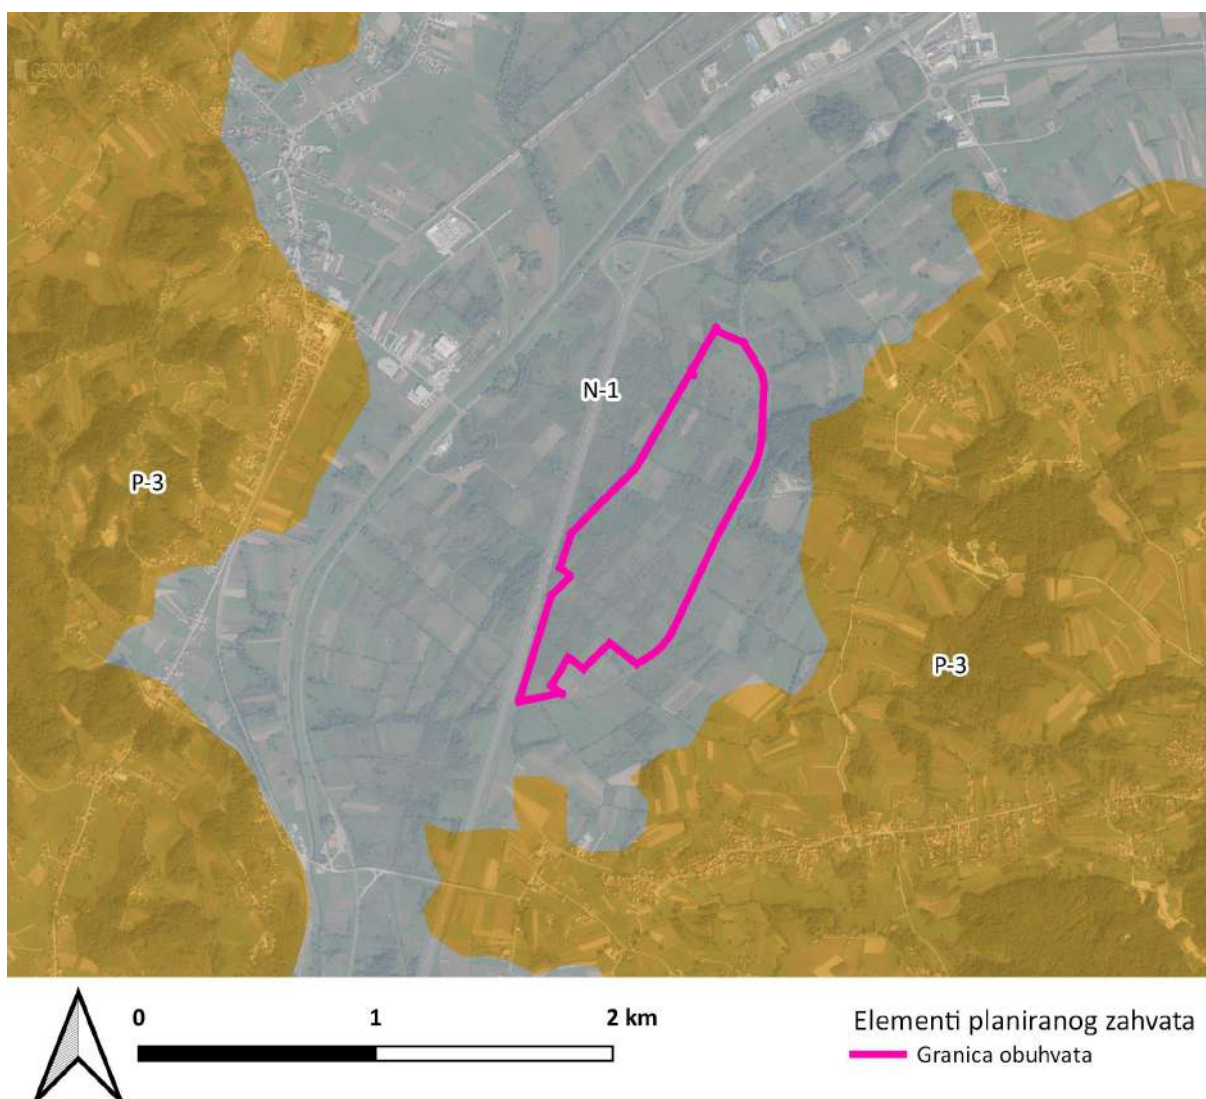 GEOPORTAL
N-1
P-3
P-3
0 1 2 km
Elementi planiranog zahvata
Granica obuhvata